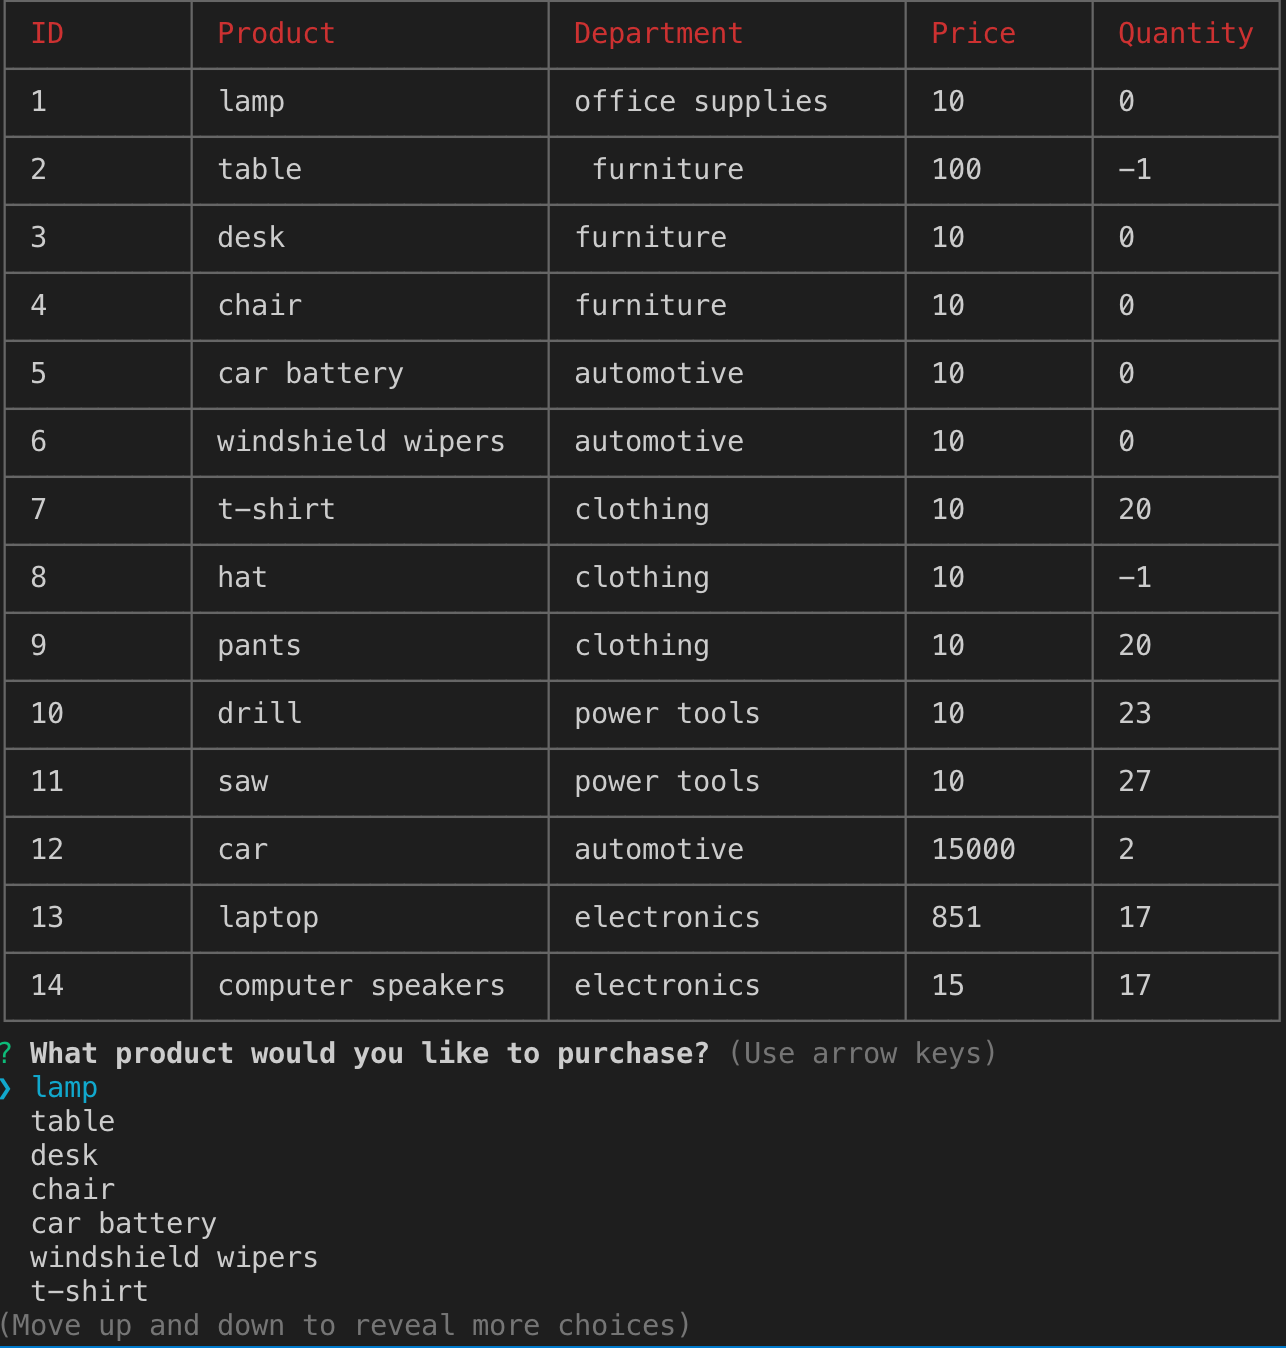 ID Product Department Price Quantity
1 lamp office supplies 10 0
2 table furniture 100 −1
3 desk furniture 10 0
4 chair furniture 10 0
5 car battery automotive 10 0
6 windshield wipers automotive 10 0
7 t−shirt clothing 10 20
8 hat clothing 10 −1
9 pants clothing 10 20
10 drill power tools 10 23
11 saw power tools 10 27
12 car automotive 15000 2
13 laptop electronics 851 17
14 computer speakers electronics 15 17
? What product would you like to purchase? (Use arrow keys)
❯ lamp
table
desk
chair
car battery
windshield wipers
t−shirt
(Move up and down to reveal more choices)